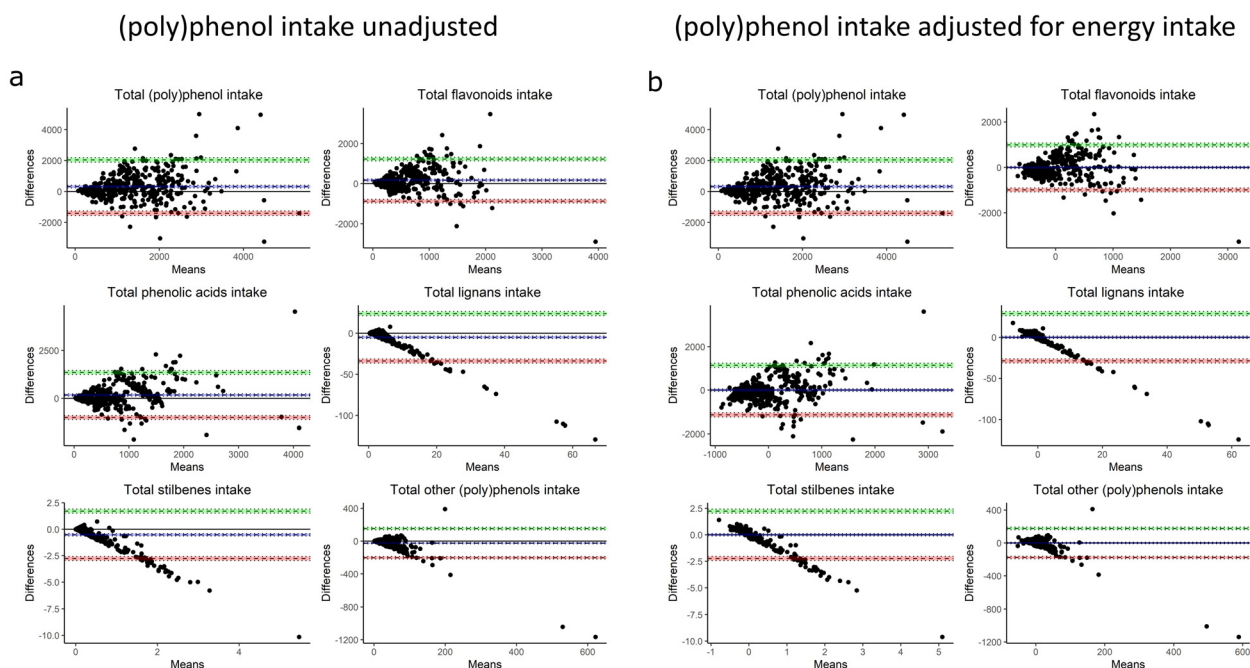 (poly)phenol intake unadjusted
(poly)phenol intake adjusted for energy intake
a
Total (poly)phenol intake
Differences
4000
2000
0
-2000
0 2000 4000
Means
Total flavonoids intake
Differences
2000
0
-2000
0 1000 2000 3000 4000
Means
Total phenolic acids intake
Differences
2500
0
0 1000 2000 3000 4000
Means
Total lignans intake
Differences
0
-50
-100
0 20 40 60
Means
Total stilbenes intake
Differences
2.5
0.0
-2.5
-5.0
-7.5
-10.0
0 2 4
Means
Total other (poly)phenols intake
Differences
400
0
-400
-800
-1200
0 200 400 600
Means
b
Total (poly)phenol intake
Differences
4000
2000
0
-2000
0 2000 4000
Means
Total flavonoids intake
Differences
2000
0
-2000
0 1000 2000 3000
Means
Total phenolic acids intake
Differences
2000
0
-2000
-1000 0 1000 2000 3000
Means
Total lignans intake
Differences
0
-50
-100
0 20 40 60
Means
Total stilbenes intake
Differences
2.5
0.0
-2.5
-5.0
-7.5
-10.0
-1 0 1 2 3 4 5
Means
Total other (poly)phenols intake
Differences
400
0
-400
-800
-1200
0 200 400 600
Means